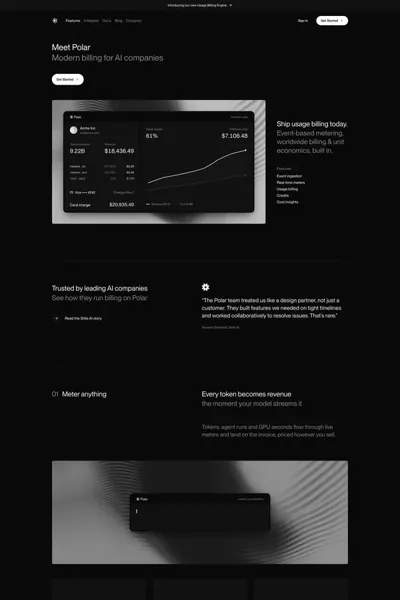 Introducing our new Usage Billing Engine
Features Integrate Docs Blog Company
Sign in
Get Started
Meet Polar
Modern billing for AI companies
Get Started
Polar
Acme Inc
9.22B
$18,436.49
61%
$7,106.48
Card charge
$20,935.49
Ship usage billing today.
Event-based metering,
worldwide billing & unit
economics, built in.
Features
Event ingestion
Real time meters
Usage billing
Credits
Cost insights
Trusted by leading AI companies
See how they run billing on Polar
Read the Stilla AI story
"The Polar team treated us like a design partner, not just a
customer. They built features we needed on tight timelines
and worked collaboratively to resolve issues. That's rare."
01 Meter anything
Every token becomes revenue
the moment your model streams it
Tokens, agent runs and GPU seconds flow through live
meters and land on the invoice, priced however you sell.
Polar